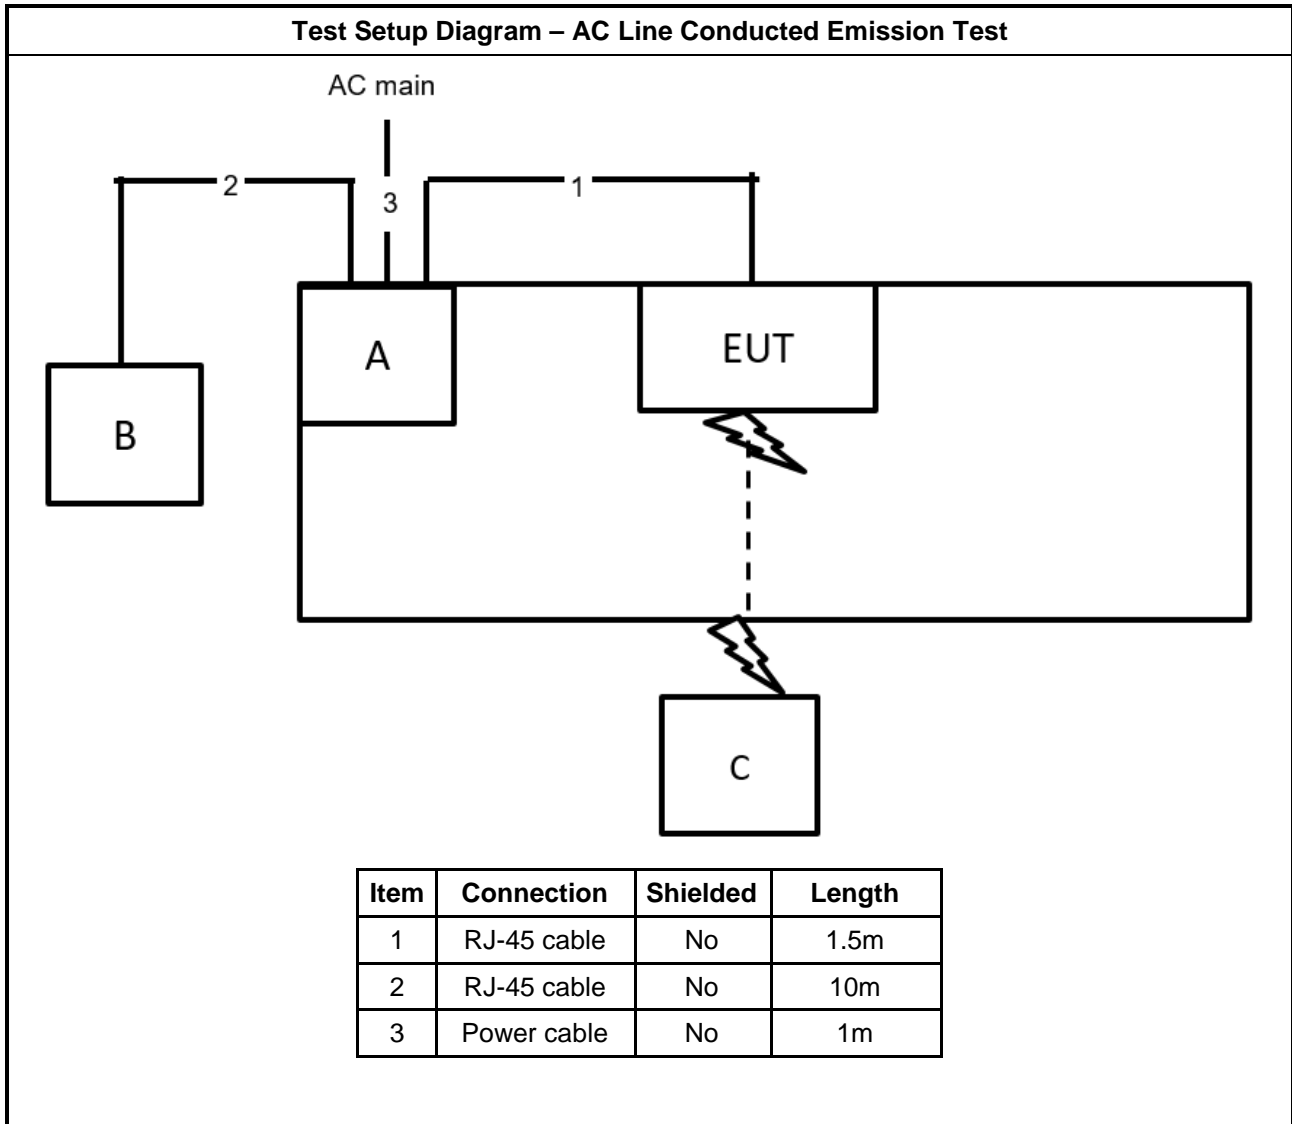 Test Setup Diagram – AC Line Conducted Emission Test
AC main
2
3
1
A
EUT
B
C
Item Connection Shielded Length
1 RJ-45 cable No 1.5m
2 RJ-45 cable No 10m
3 Power cable No 1m